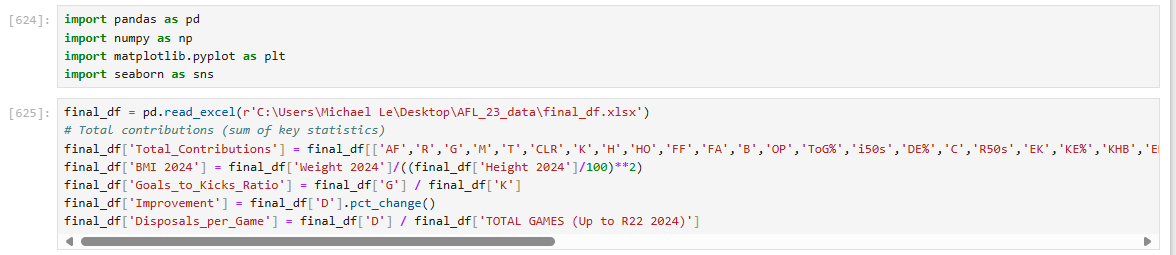 [624]:
import pandas as pd
import numpy as np
import matplotlib.pyplot as plt
import seaborn as sns
[625]:
final_df = pd.read_excel(r'C:\Users\Michael Le\Desktop\AFL_23_data\final_df.xlsx')
# Total contributions (sum of key statistics)
final_df['Total_Contributions'] = final_df[['AF','R','G','M','T','CLR','K','H','HO','FF','FA','B','OP','ToG%','i50s','DE%','C','R50s','EK','KE%','KHB','
final_df['BMI 2024'] = final_df['Weight 2024']/((final_df['Height 2024']/100)**2)
final_df['Goals_to_Kicks_Ratio'] = final_df['G'] / final_df['K']
final_df['Improvement'] = final_df['D'].pct_change()
final_df['Disposals_per_Game'] = final_df['D'] / final_df['TOTAL GAMES (Up to R22 2024)']